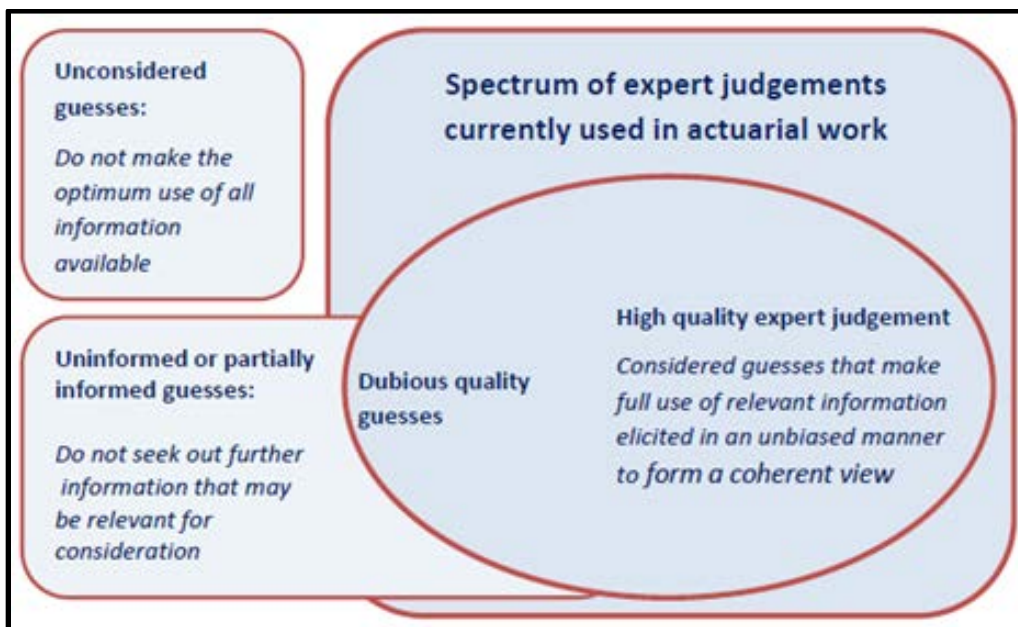 Unconsidered
guesses:
Do not make the
optimum use of all
information
available
Spectrum of expert judgements
currently used in actuarial work
Uninformed or partially
informed guesses:
Do not seek out further
information that may
be relevant for
consideration
Dubious quality
guesses
High quality expert judgement
Considered guesses that make
full use of relevant information
elicited in an unbiased manner
to form a coherent view